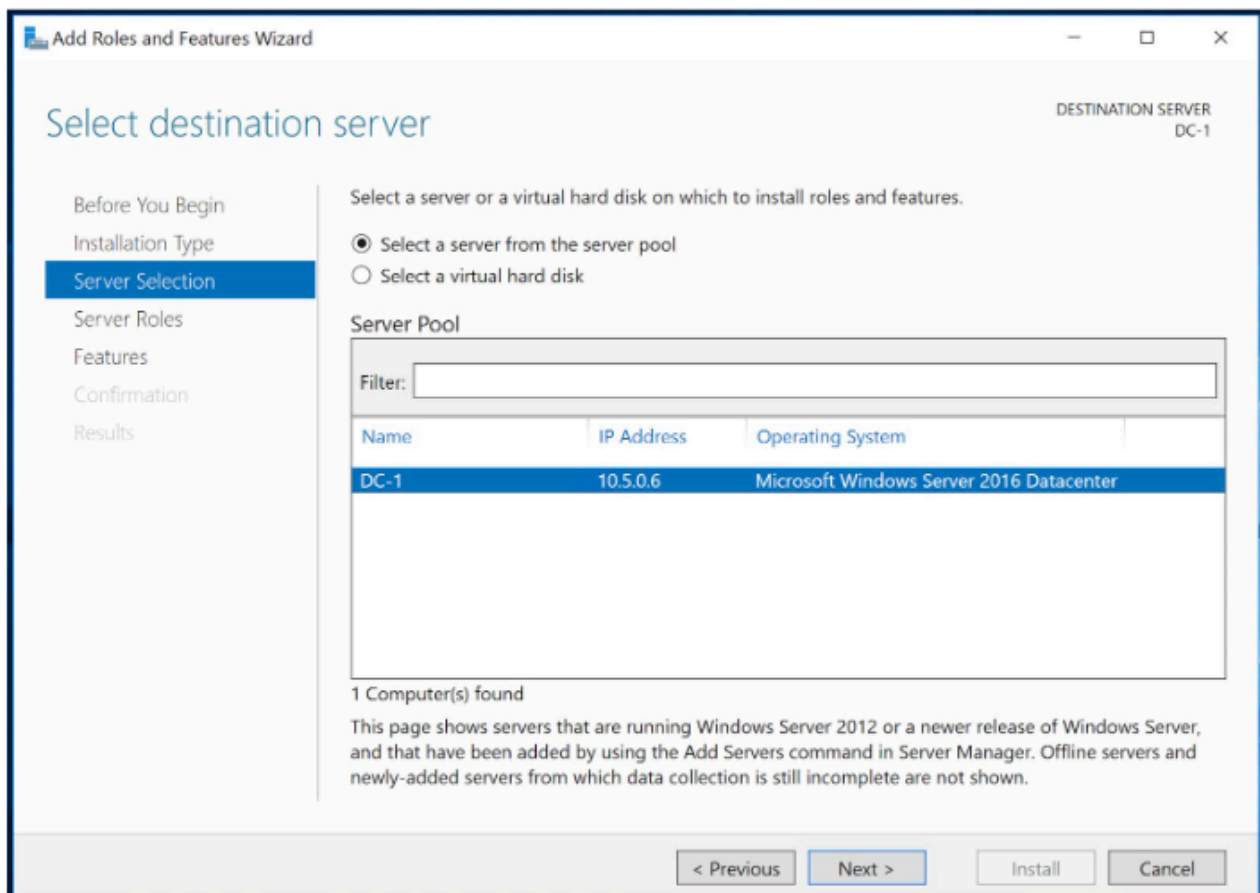 Add Roles and Features Wizard
Select destination server
DESTINATION SERVER
DC-1
Before You Begin
Installation Type
Server Selection
Server Roles
Features
Confirmation
Results
Select a server or a virtual hard disk on which to install roles and features.
Select a server from the server pool
Select a virtual hard disk
Server Pool
Filter:
Name IP Address Operating System
DC-1 10.5.0.6 Microsoft Windows Server 2016 Datacenter
1 Computer(s) found
This page shows servers that are running Windows Server 2012 or a newer release of Windows Server,
and that have been added by using the Add Servers command in Server Manager. Offline servers and
newly-added servers from which data collection is still incomplete are not shown.
< Previous Next > Install Cancel